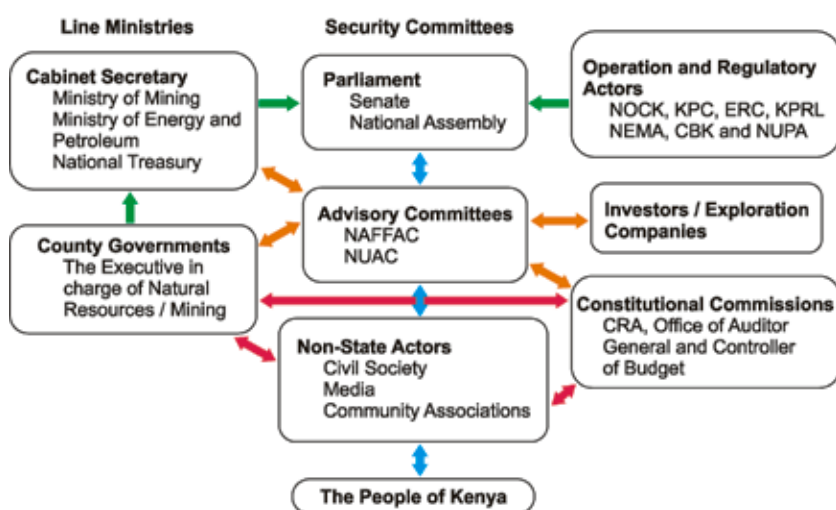 Line Ministries
Security Committees
Cabinet Secretary
Ministry of Mining
Ministry of Energy and
Petroleum
National Treasury
Parliament
Senate
National Assembly
Operation and Regulatory
Actors
NOCK, KPC, ERC, KPRL
NEMA, CBK and NUPA
County Governments
The Executive in
charge of Natural
Resources / Mining
Advisory Committees
NAFFAC
NUAC
Investors / Exploration
Companies
Constitutional Commissions
CRA, Office of Auditor
General and Controller
of Budget
Non-State Actors
Civil Society
Media
Community Associations
The People of Kenya